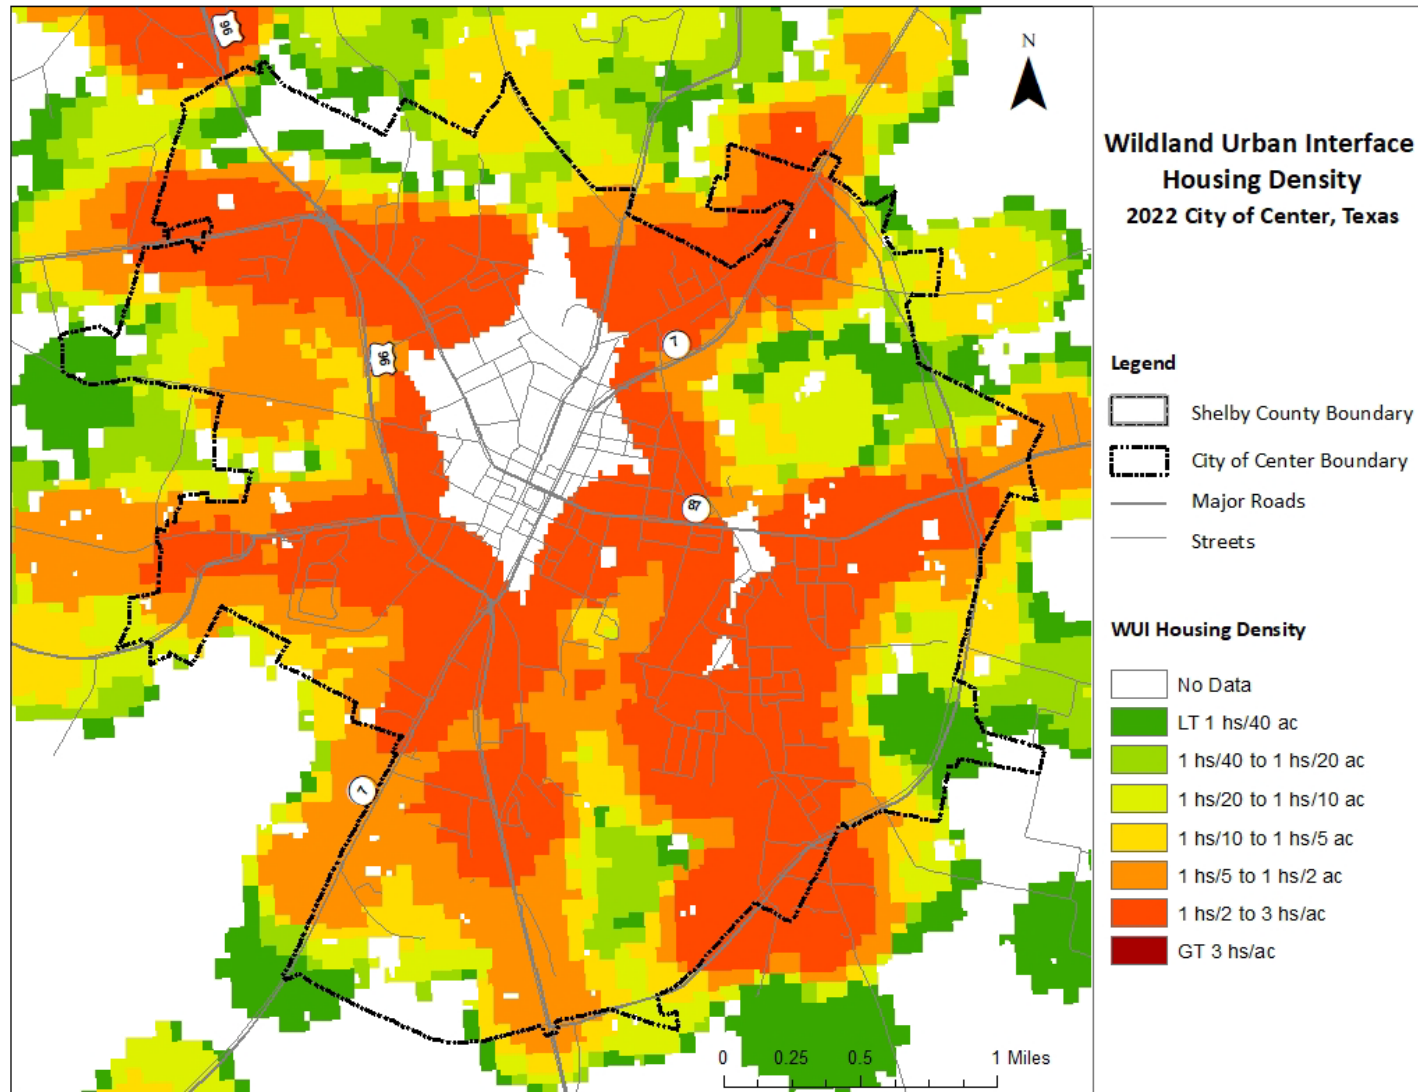 96
N
Wildland Urban Interface
Housing Density
2022 City of Center, Texas
7
96
Legend
Shelby County Boundary
City of Center Boundary
87
Major Roads
Streets
WUI Housing Density
No Data
LT 1 hs/40 ac
1 hs/40 to 1 hs/20 ac
7
1 hs/20 to 1 hs/10 ac
1 hs/10 to 1 hs/5 ac
1 hs/5 to 1 hs/2 ac
1 hs/2 to 3 hs/ac
GT 3 hs/ac
0 0.25 0.5 1 Miles